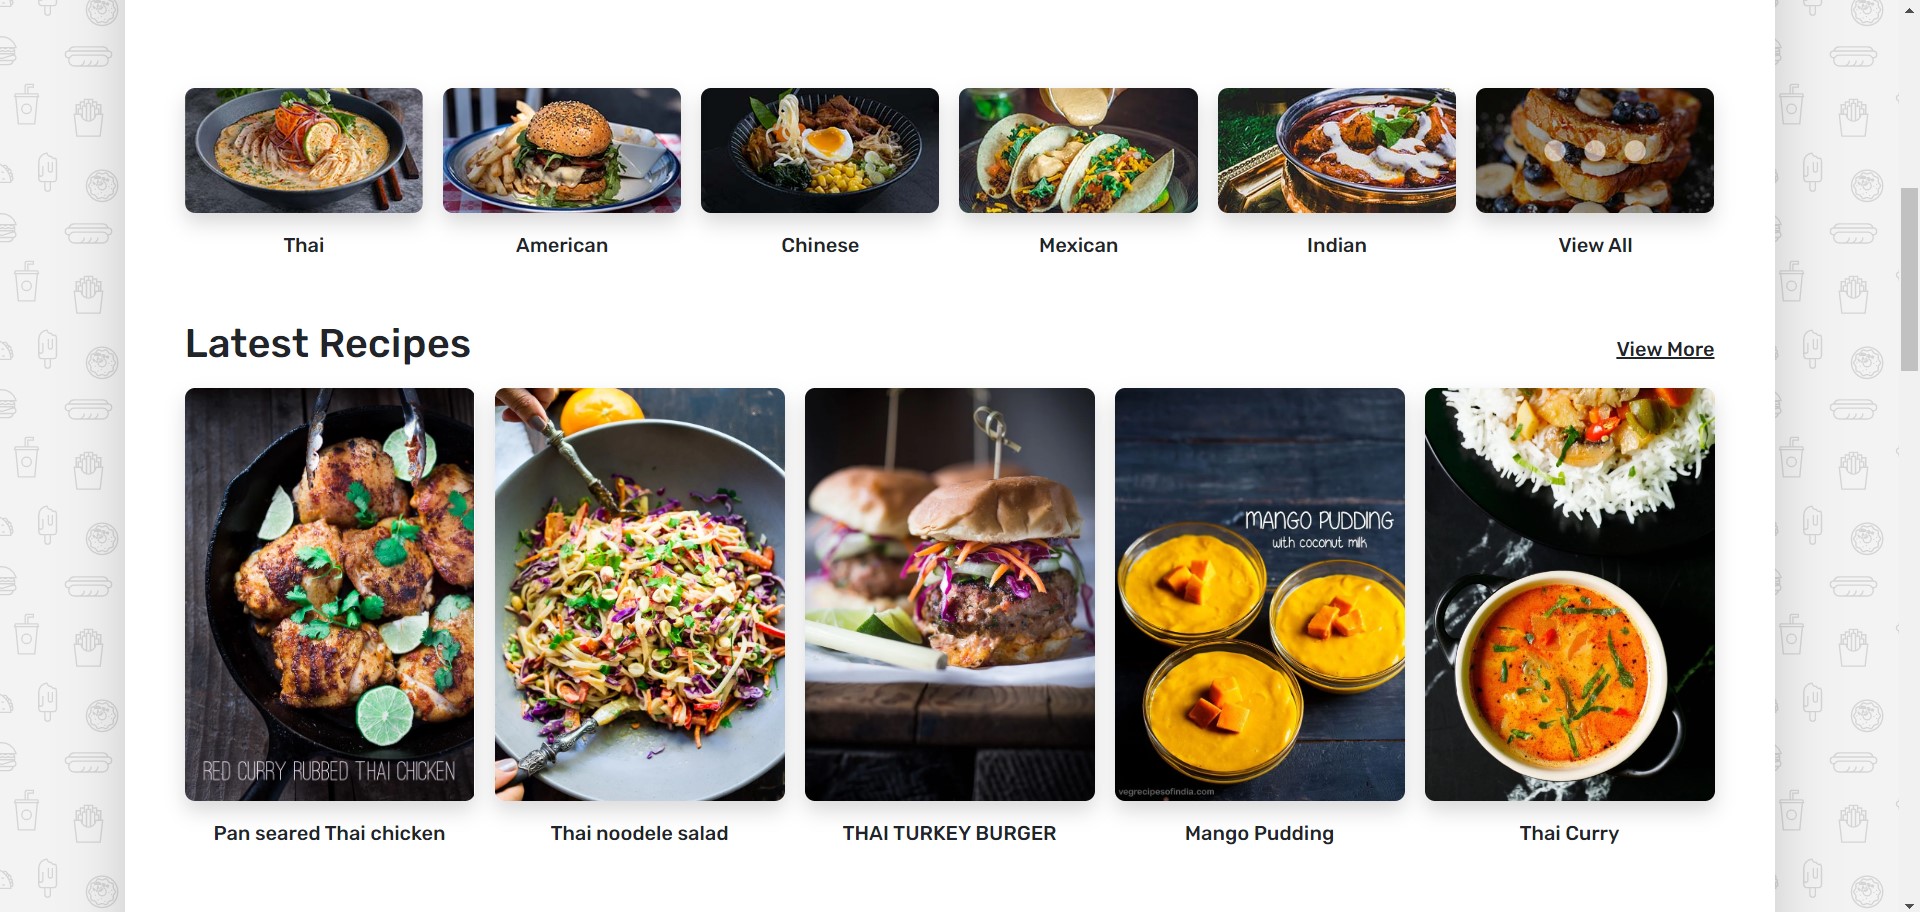 Thai
American
Chinese
Mexican
Indian
View All
Latest Recipes
View More
RED CURRY RUBBED THAI CHICKEN
MANGO PUDDING
with coconut milk
vegrecipesofindia.com
Pan seared Thai chicken
Thai noodele salad
THAI TURKEY BURGER
Mango Pudding
Thai Curry